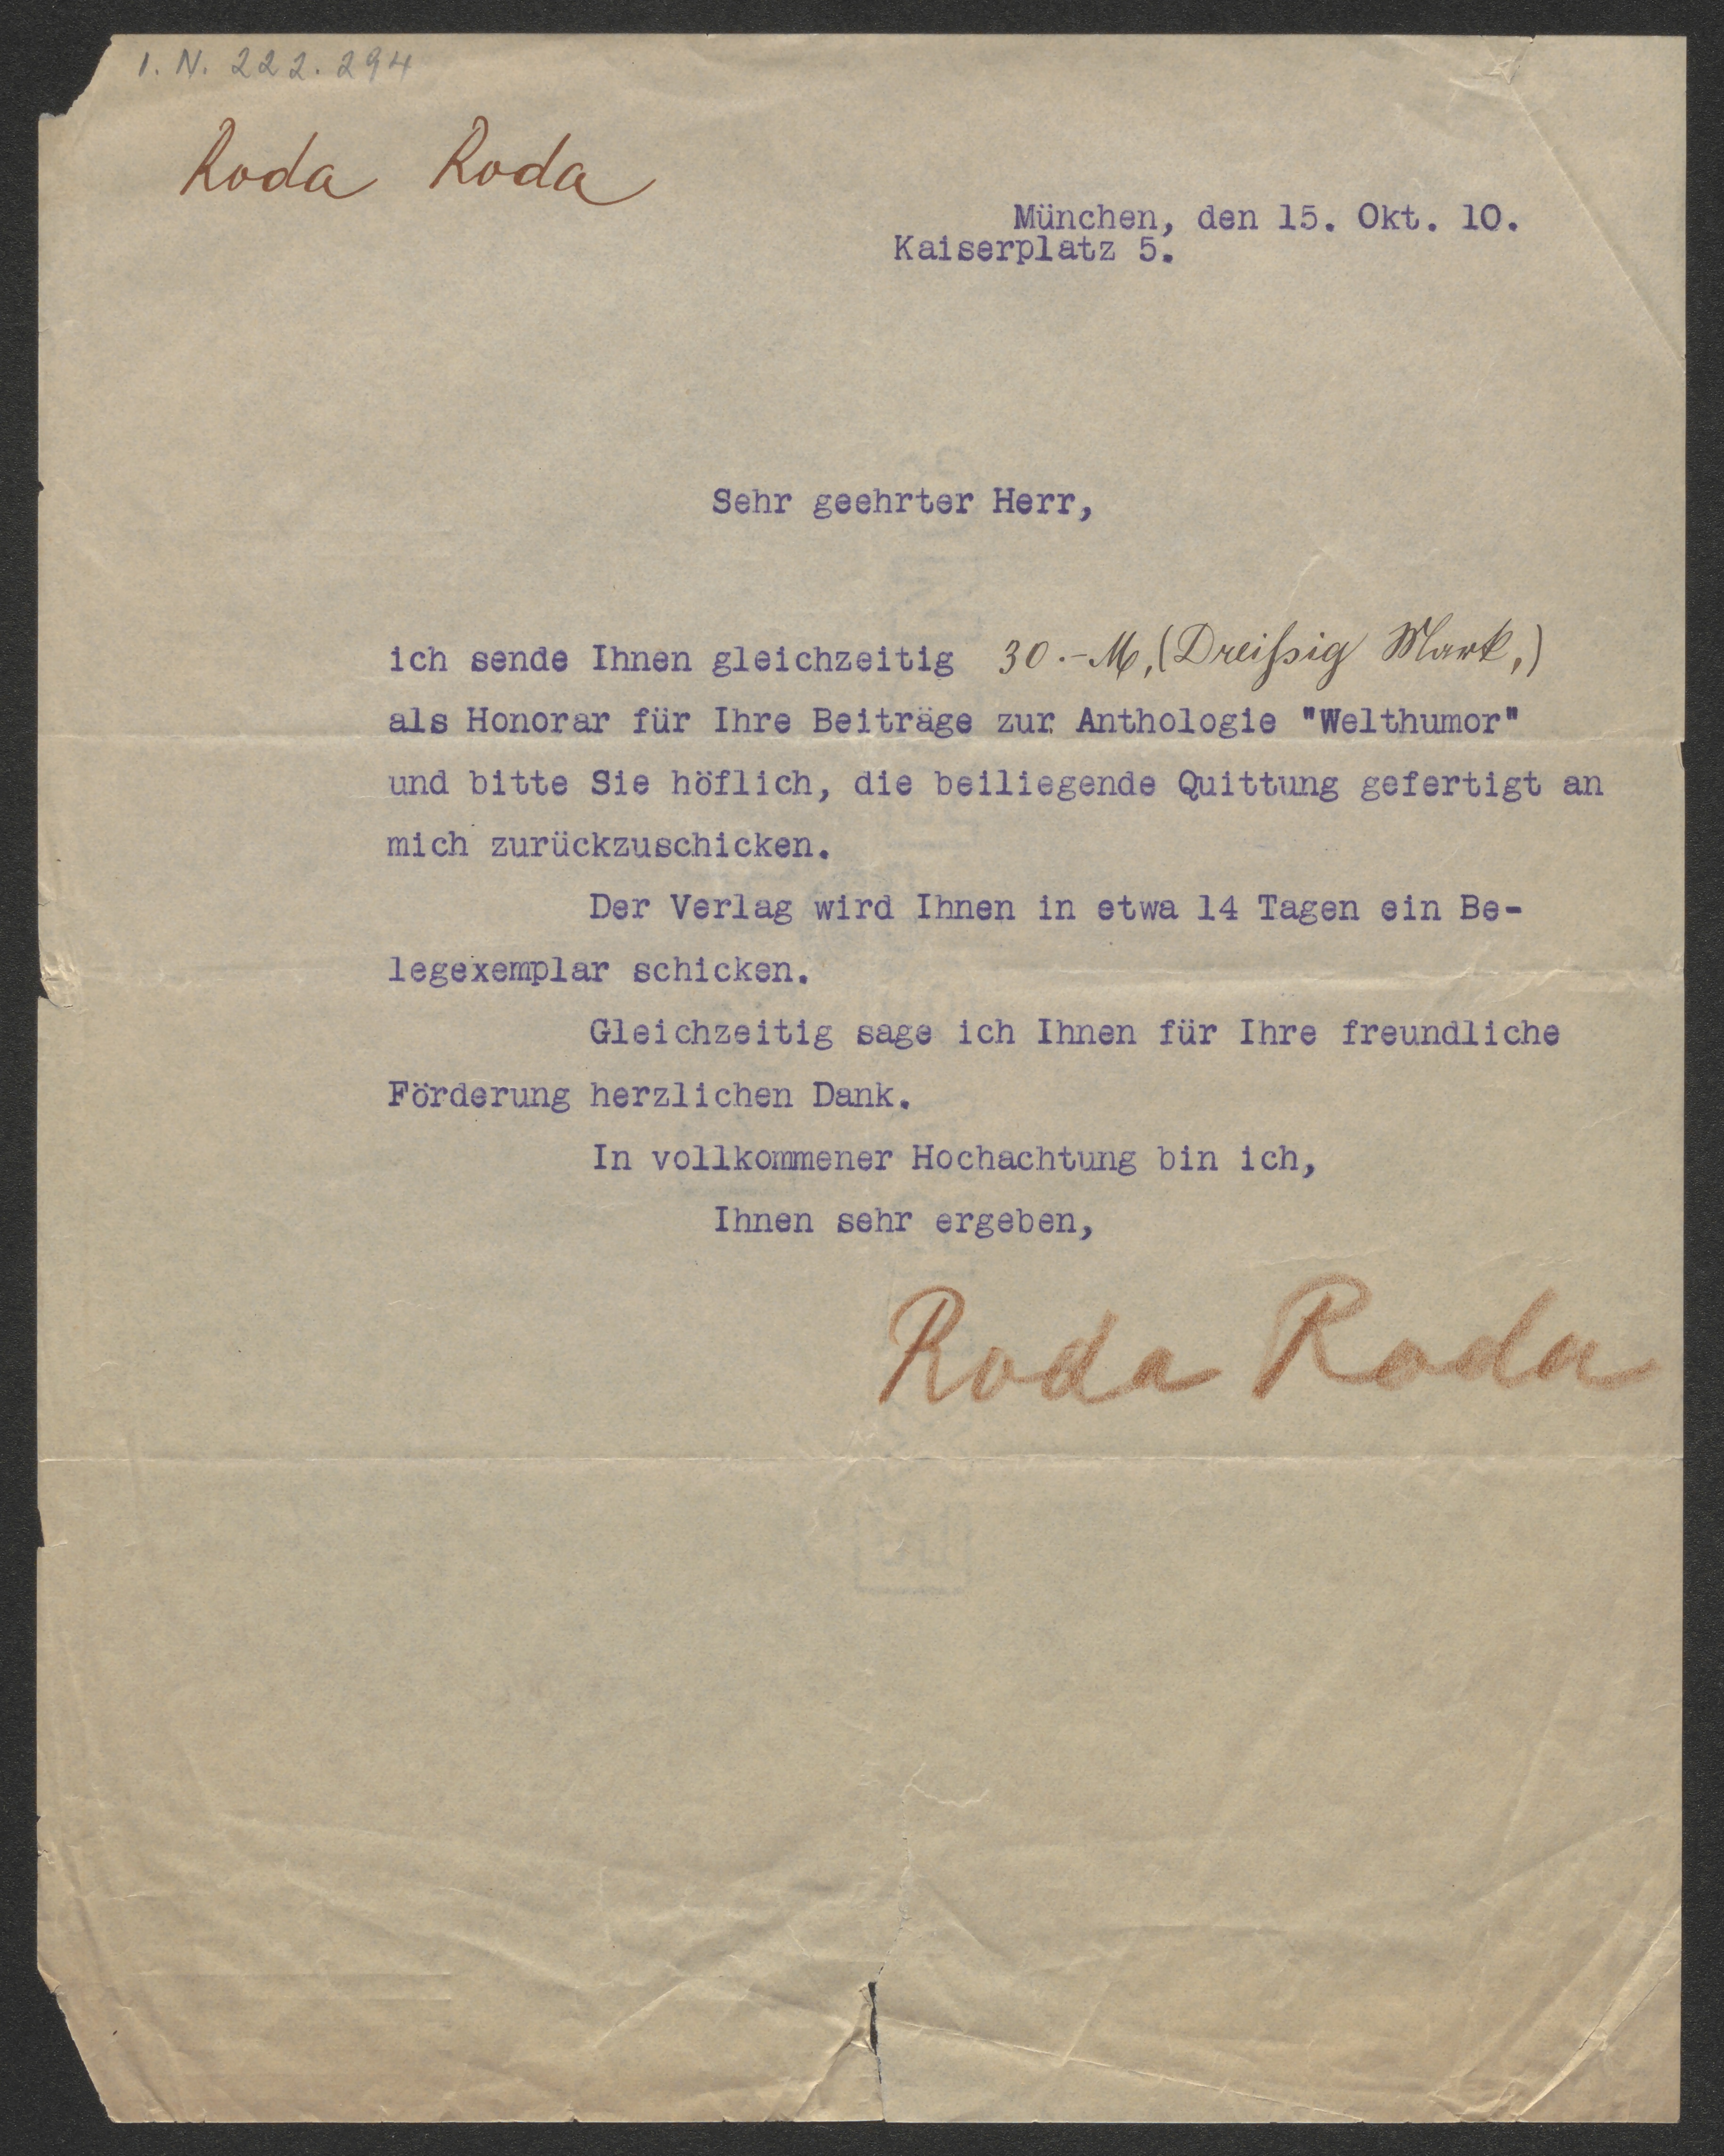 I. N. 222.294
Roda Roda
München, den 15. Okt. 10.
Kaiserplatz 5.
Sehr geehrter Herr,
ich sende Ihnen gleichzeitig 30.-M, (Dreißig Mark,)
als Honorar für Ihre Beiträge zur Anthologie "Welthumor"
und bitte Sie höflich, die beiliegende Quittung gefertigt an
mich zurückzuschicken.
Der Verlag wird Ihnen in etwa 14 Tagen ein Be-
legexemplar schicken.
Gleichzeitig sage ich Ihnen für Ihre freundliche
Förderung herzlichen Dank.
In vollkommener Hochachtung bin ich,
Ihnen sehr ergeben,
Roda Roda